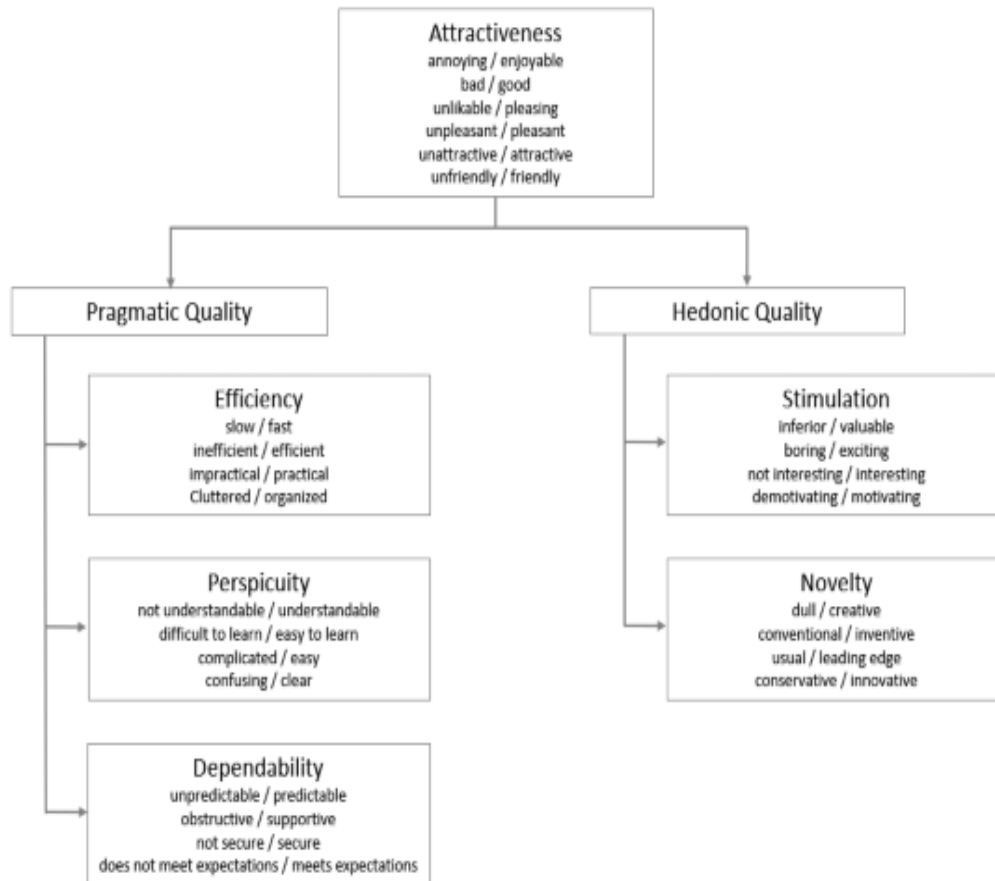 Attractiveness
annoying / enjoyable
bad / good
unlikable / pleasing
unpleasant / pleasant
unattractive / attractive
unfriendly / friendly
Pragmatic Quality
Hedonic Quality
Efficiency
slow / fast
inefficient / efficient
impractical / practical
Cluttered / organized
Stimulation
inferior / valuable
boring / exciting
not interesting / interesting
demotivating / motivating
Perspicuity
not understandable / understandable
difficult to learn / easy to learn
complicated / easy
confusing / clear
Novelty
dull / creative
conventional / inventive
usual / leading edge
conservative / innovative
Dependability
unpredictable / predictable
obstructive / supportive
not secure / secure
does not meet expectations / meets expectations